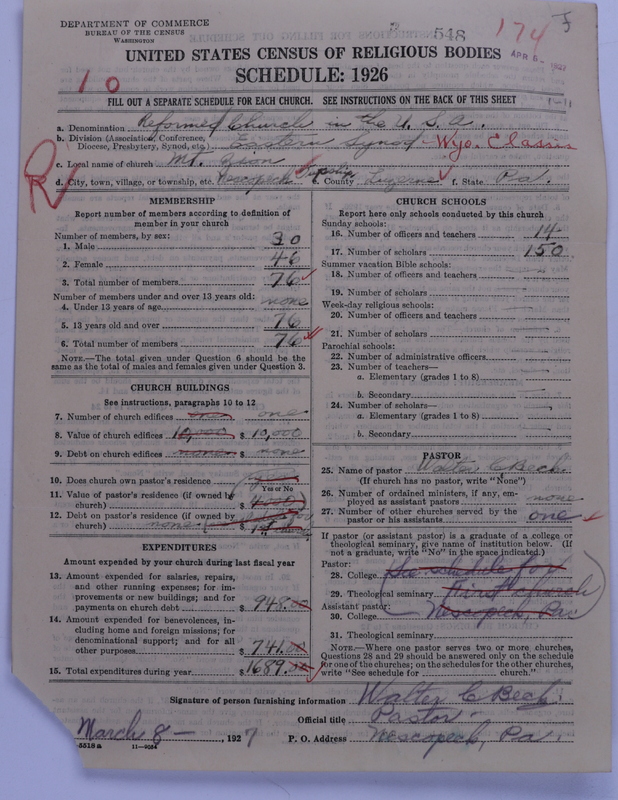 DEPARTMENT OF COMMERCE
BUREAU OF THE CENSUS
WASHINGTON
548
174
APR 8 1927
10
UNITED STATES CENSUS OF RELIGIOUS BODIES
SCHEDULE: 1926
FILL OUT A SEPARATE SCHEDULE FOR EACH CHURCH. SEE INSTRUCTIONS ON THE BACK OF THIS SHEET
a. Denomination Reformed Church in the U.S.A.
b. Division (Association, Conference, Diocese, Presbytery, Synod, etc.) Eastern Synod - Wyo. Classis
c. Local name of church Mt. Zion
d. City, town, village, or township, etc. Nescopeck Township e. County Luzerne f. State Pa.
MEMBERSHIP
Report number of members according to definition of member in your church
Number of members, by sex:
1. Male 30
2. Female 46
3. Total number of members 76
Number of members under and over 13 years old:
4. Under 13 years of age none
5. 13 years old and over 76
6. Total number of members 76
NOTE.—The total given under Question 6 should be the same as the total of males and females given under Question 3.
CHURCH BUILDINGS
See instructions, paragraphs 10 to 12
7. Number of church edifices one one
8. Value of church edifices 10,000 $ 10,000
9. Debt on church edifices none $ none
10. Does church own pastor's residence
Yes or No
11. Value of pastor's residence (if owned by church) $
12. Debt on pastor's residence (if owned by church) none $
EXPENDITURES
Amount expended by your church during last fiscal year
13. Amount expended for salaries, repairs, and other running expenses; for improvements or new buildings; and for payments on church debt $ 948.00
14. Amount expended for benevolences, including home and foreign missions; for denominational support; and for all other purposes $ 741.00
15. Total expenditures during year $ 1689.00
CHURCH SCHOOLS
Report here only schools conducted by this church
Sunday schools:
16. Number of officers and teachers 14
17. Number of scholars 150
Summer vacation Bible schools:
18. Number of officers and teachers
19. Number of scholars
Week-day religious schools:
20. Number of officers and teachers
21. Number of scholars
Parochial schools:
22. Number of administrative officers
23. Number of teachers—
a. Elementary (grades 1 to 8)
b. Secondary
24. Number of scholars—
a. Elementary (grades 1 to 8)
b. Secondary
PASTOR
25. Name of pastor Walter C Beck
(If church has no pastor, write "None")
26. Number of ordained ministers, if any, employed as assistant pastors none
27. Number of other churches served by the pastor or his assistants one
If pastor (or assistant pastor) is a graduate of a college or theological seminary, give name of institution below. (If not a graduate, write "No" in the space indicated.)
Pastor:
28. College See schedule for
29. Theological seminary First church
Assistant pastor:
30. College Nescopeck, Pa
31. Theological seminary
NOTE.—Where one pastor serves two or more churches, Questions 28 and 29 should be answered only on the schedule for one of the churches; on the schedules for the other churches, write "See schedule for church."
Signature of person furnishing information Walter C Beck
Official title Pastor
March 8 —, 1927 P. O. Address Nescopeck, Pa.
5518a 11—9034